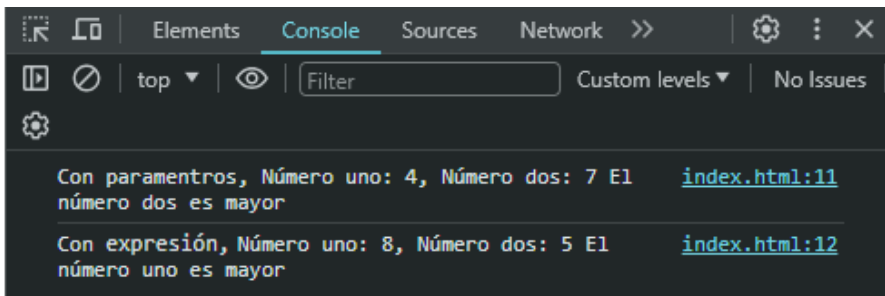 Elements Console Sources Network >>
top ▼ Filter Custom levels ▼ No Issues
Con paramentros, Número uno: 4, Número dos: 7 El index.html:11
número dos es mayor
Con expresión, Número uno: 8, Número dos: 5 El index.html:12
número uno es mayor